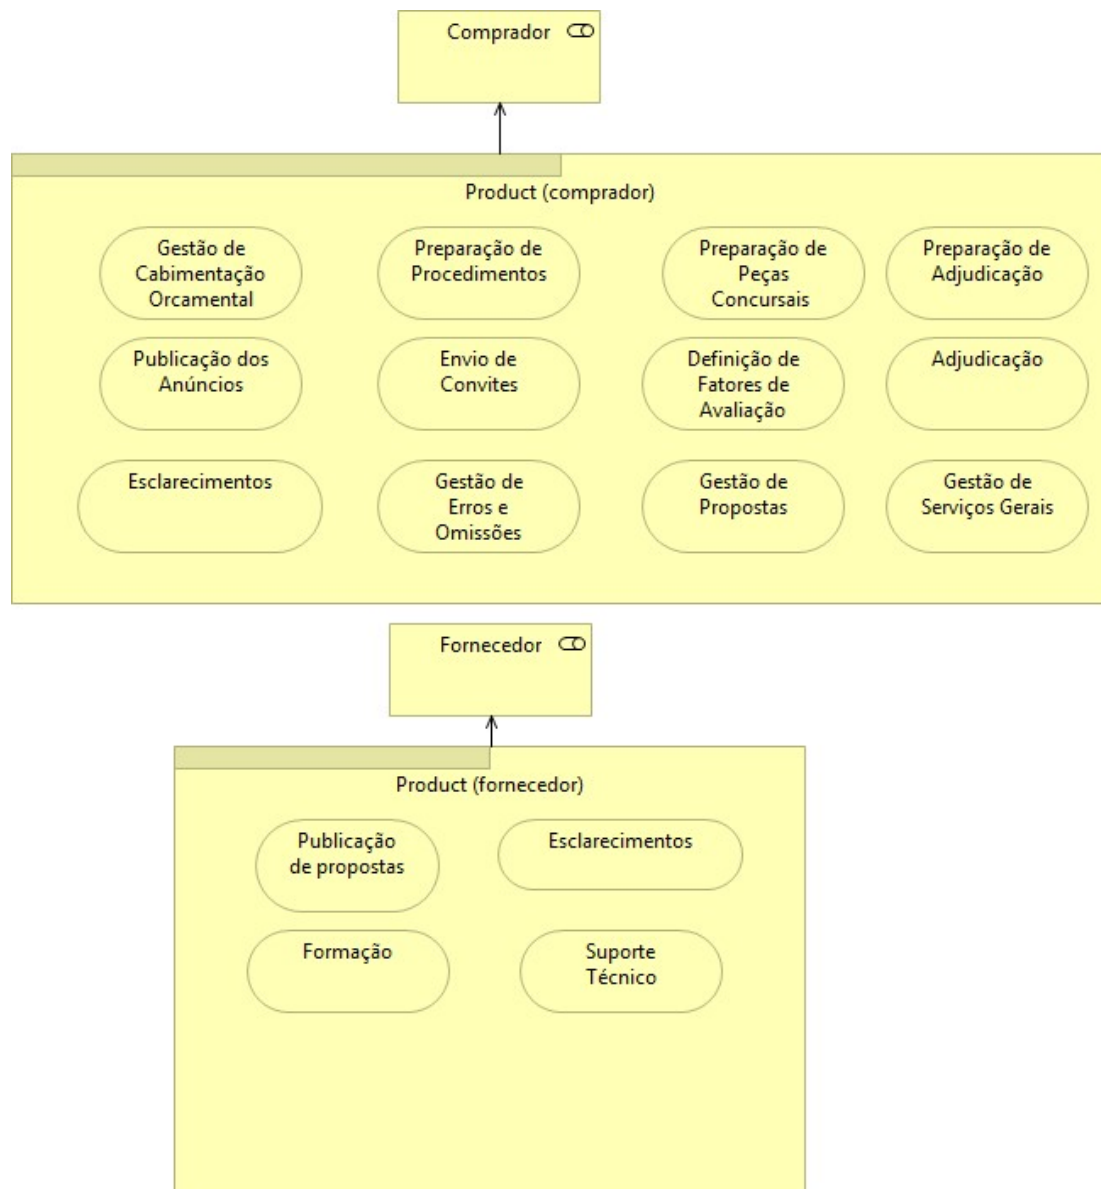 Comprador
Product (comprador)
Gestão de
Cabimentação
Orcamental
Preparação de
Procedimentos
Preparação de
Peças
Concursais
Preparação de
Adjudicação
Publicação dos
Anúncios
Envio de
Convites
Definição de
Fatores de
Avaliação
Adjudicação
Esclarecimentos
Gestão de
Erros e
Omissões
Gestão de
Propostas
Gestão de
Serviços Gerais
Fornecedor
Product (fornecedor)
Publicação
de propostas
Esclarecimentos
Formação
Suporte
Técnico